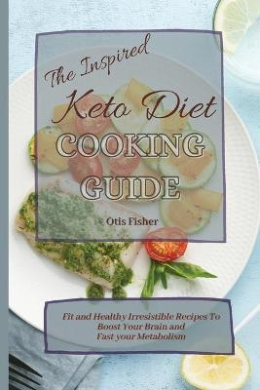 The Inspired
Keto Diet
COOKING
GUIDE
Otis Fisher
Fit and Healthy Irresistible Recipes To
Boost Your Brain and
Fast your Metabolism